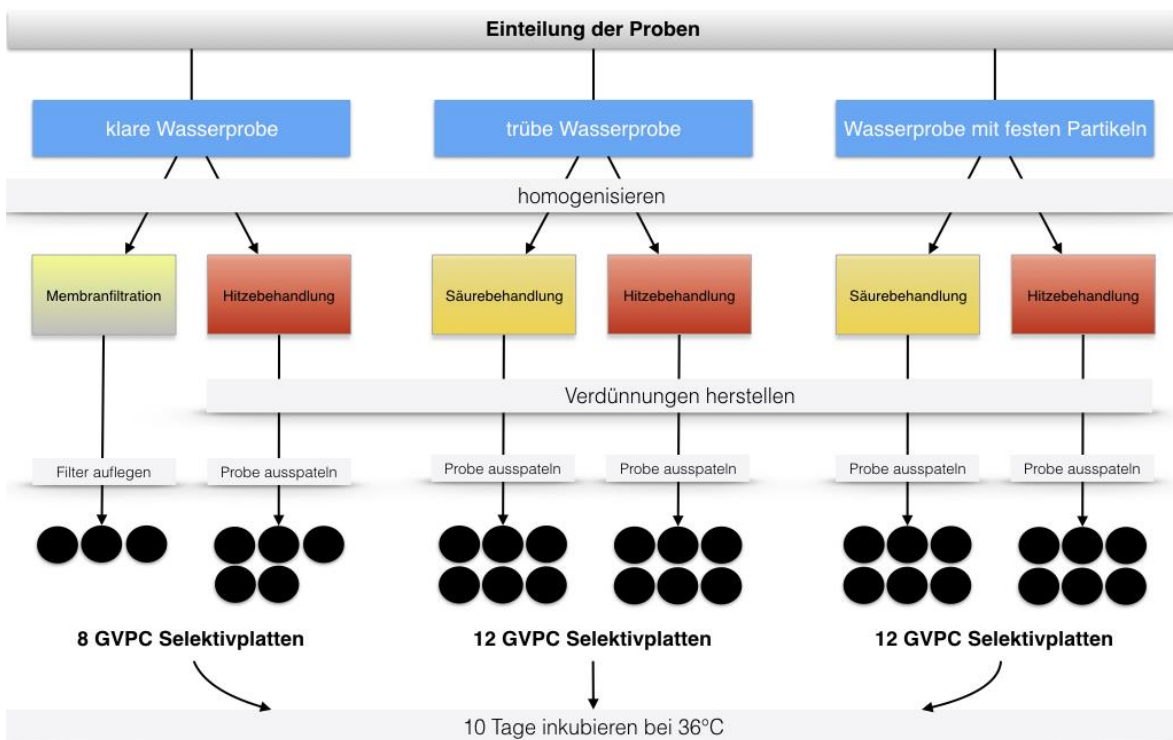 Einteilung der Proben
klare Wasserprobe
trübe Wasserprobe
Wasserprobe mit festen Partikeln
homogenisieren
Membranfiltration
Hitzebehandlung
Säurebehandlung
Hitzebehandlung
Säurebehandlung
Hitzebehandlung
Verdünnungen herstellen
Filter auflegen
Probe ausspateln
Probe ausspateln
Probe ausspateln
Probe ausspateln
Probe ausspateln
8 GVPC Selektivplatten
12 GVPC Selektivplatten
12 GVPC Selektivplatten
10 Tage inkubieren bei 36°C